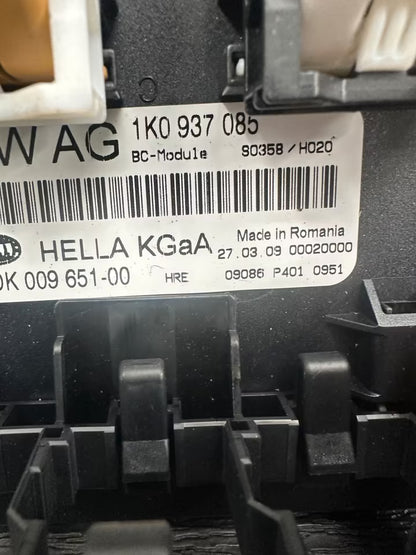 W AG 1K0 937 085
BC-Module 90358/H020
HELLA KGaA Made in Romania
27.03.09 00020000
K 009 651-00 HRE 09086 P401 0951